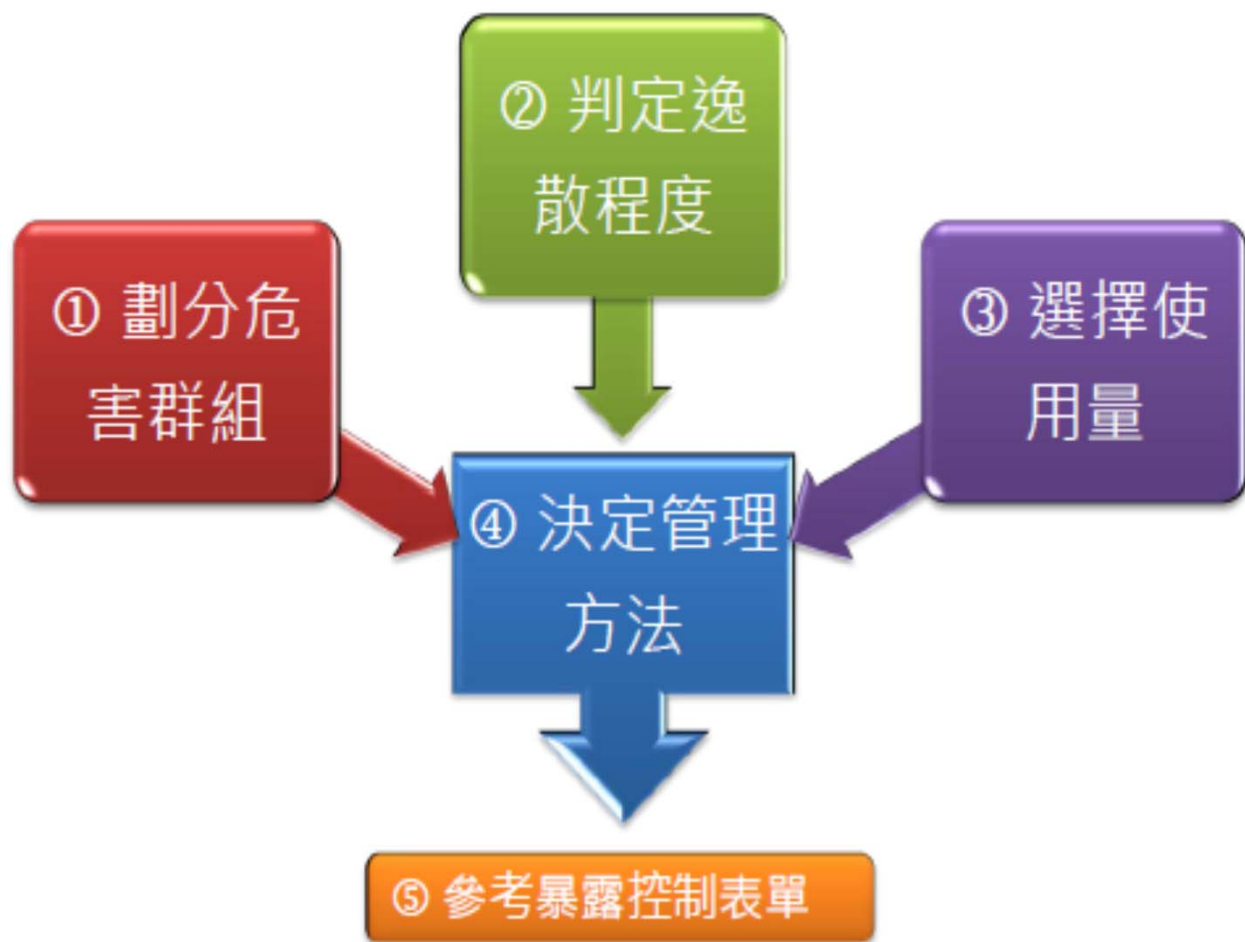 ① 劃分危
害群組
② 判定逸
散程度
③ 選擇使
用量
④ 決定管理
方法
⑤ 參考暴露控制表單